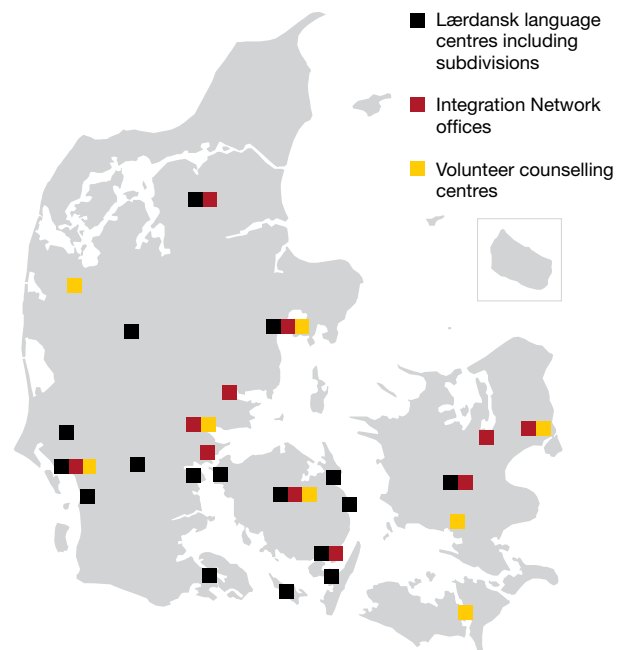 Lærdansk language
centres including
subdivisions
Integration Network
offices
Volunteer counselling
centres